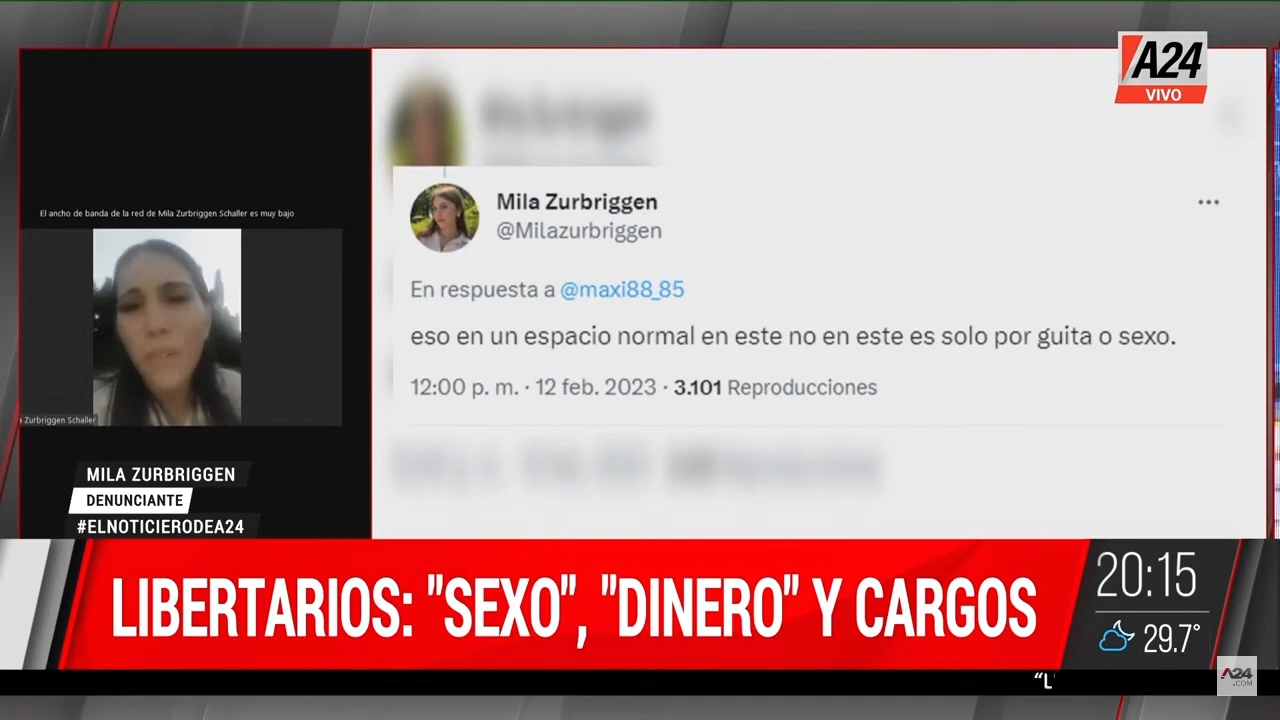 A24
VIVO
El ancho de banda de la red de Mila Zurbriggen Schaller es muy bajo
Zurbriggen Schaller
Mila Zurbriggen
@Milazurbriggen
En respuesta a @maxi88_85
eso en un espacio normal en este no en este es solo por guita o sexo.
12:00 p. m. · 12 feb. 2023 · 3.101 Reproducciones
MILA ZURBRIGGEN
DENUNCIANTE
#ELNOTICIERODEA24
LIBERTARIOS: "SEXO", "DINERO" Y CARGOS
20:15
29.7°
“L
A24
.COM